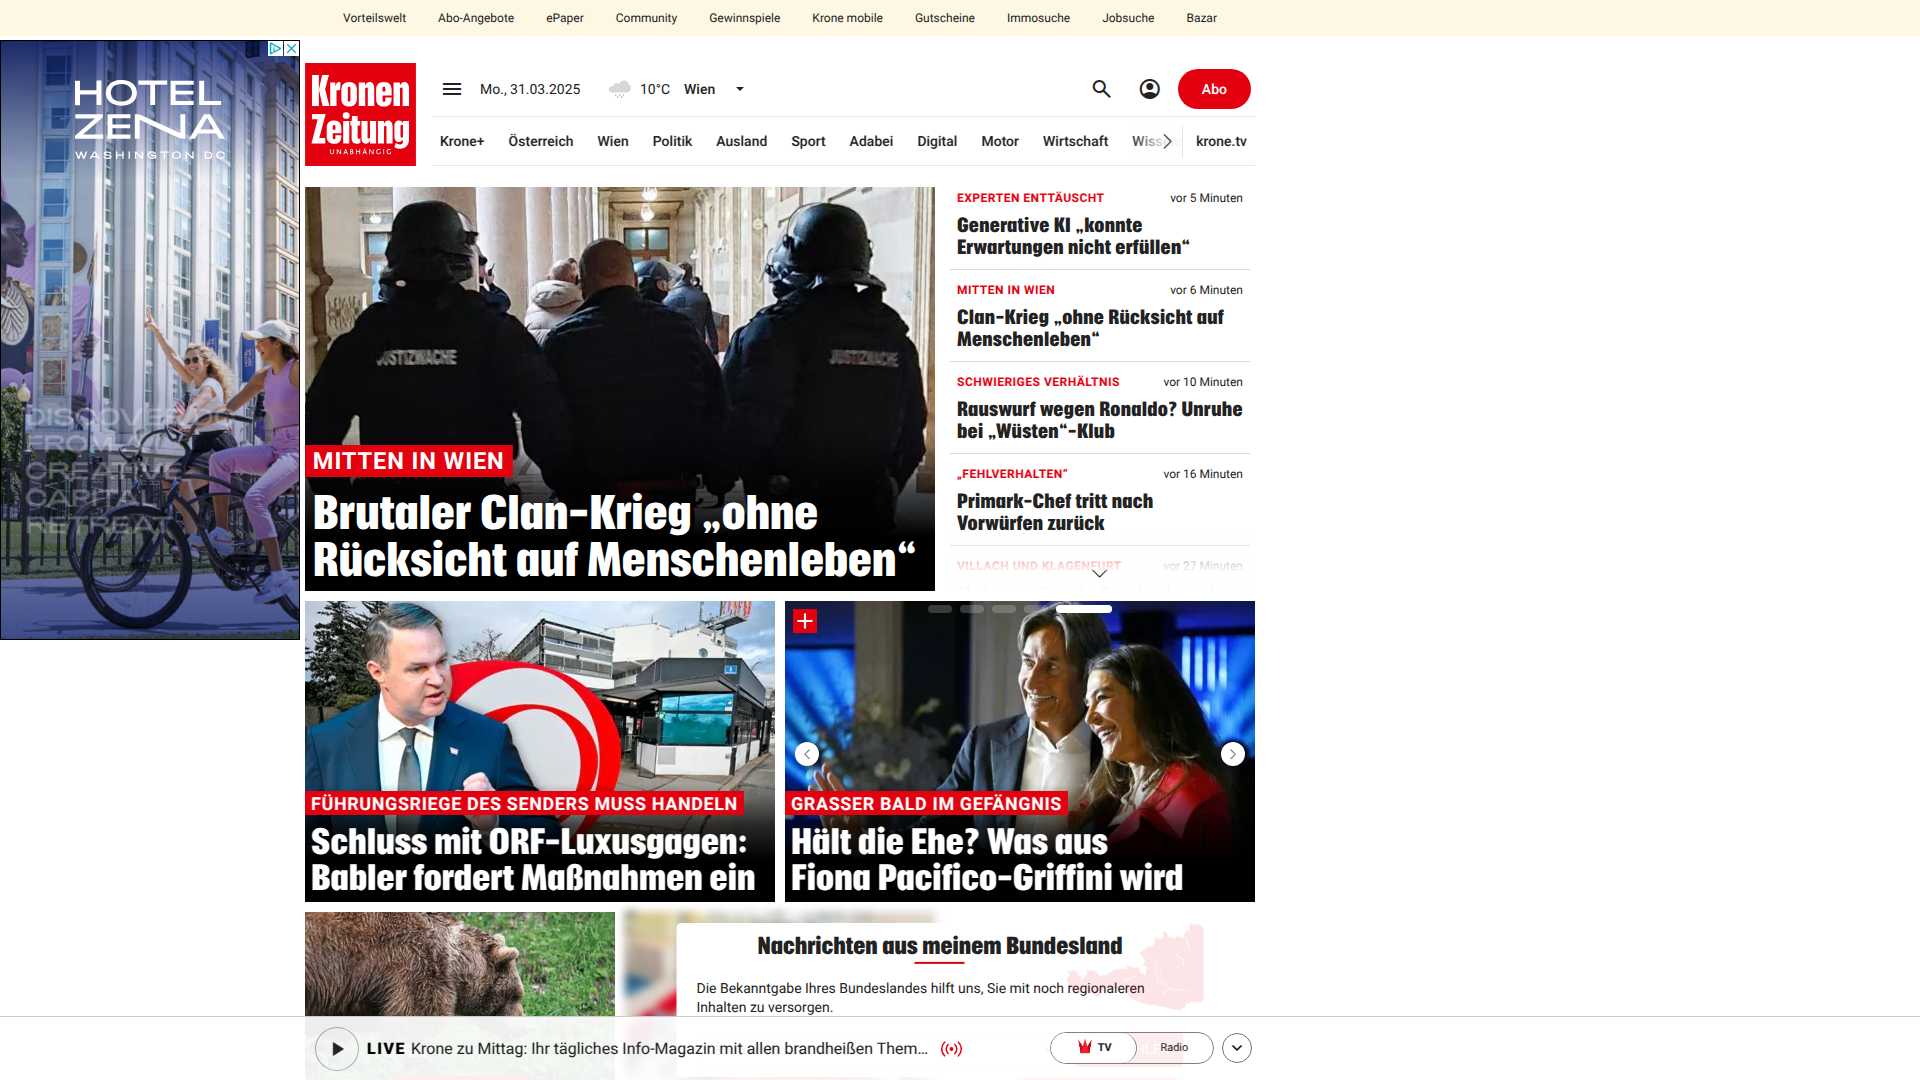 Vorteilswelt Abo-Angebote ePaper Community Gewinnspiele Krone mobile Gutscheine Immosuche Jobsuche Bazar
HOTEL
ZENA
WASHINGTON DC
DISCOVER
FROM
CREATIVE
CAPITAL
RETREAT
Kronen
Zeitung
UNABHÄNGIG
Mo., 31.03.2025 10°C Wien
Abo
Krone+ Österreich Wien Politik Ausland Sport Adabei Digital Motor Wirtschaft Wiss krone.tv
JUSTIZWACHE
JUSTIZWACHE
MITTEN IN WIEN
Brutaler Clan-Krieg „ohne
Rücksicht auf Menschenleben“
EXPERTEN ENTTÄUSCHT vor 5 Minuten
Generative KI „konnte
Erwartungen nicht erfüllen“
MITTEN IN WIEN vor 6 Minuten
Clan-Krieg „ohne Rücksicht auf
Menschenleben“
SCHWIERIGES VERHÄLTNIS vor 10 Minuten
Rauswurf wegen Ronaldo? Unruhe
bei „Wüsten“-Klub
„FEHLVERHALTEN“ vor 16 Minuten
Primark-Chef tritt nach
Vorwürfen zurück
VILLACH UND KLAGENFURT vor 27 Minuten
FÜHRUNGSRIEGE DES SENDERS MUSS HANDELN
Schluss mit ORF-Luxusgagen:
Babler fordert Maßnahmen ein
GRASSER BALD IM GEFÄNGNIS
Hält die Ehe? Was aus
Fiona Pacifico-Griffini wird
Nachrichten aus meinem Bundesland
Die Bekanntgabe Ihres Bundeslandes hilft uns, Sie mit noch regionaleren
Inhalten zu versorgen.
LIVE Krone zu Mittag: Ihr tägliches Info-Magazin mit allen brandheißen Them...
TV Radio